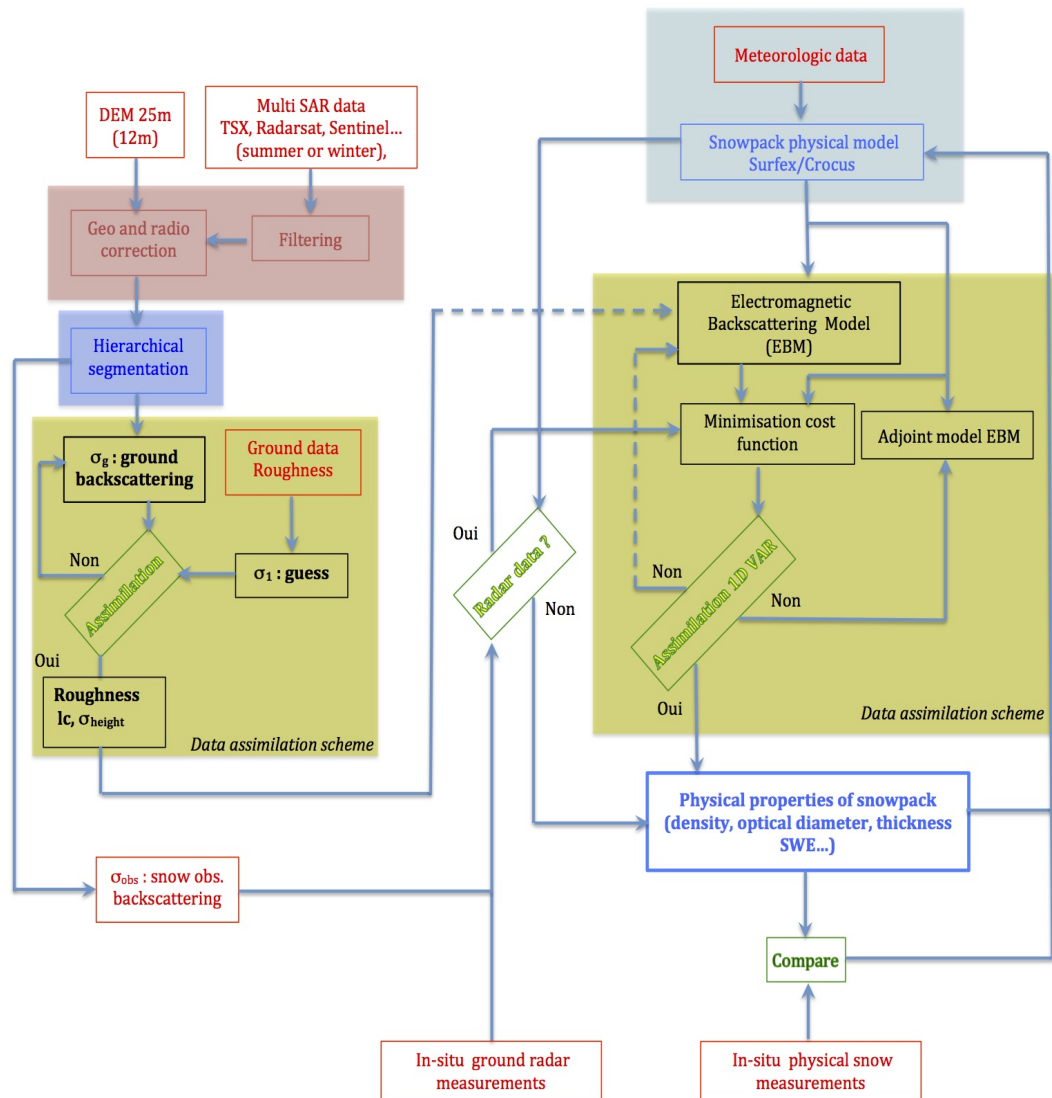 Meteorologic data
DEM 25m
(12m)
Multi SAR data
TSX, Radarsat, Sentinel...
(summer or winter),
Snowpack physical model
Surfex/Crocus
Geo and radio
correction
Filtering
Electromagnetic
Backscattering Model
(EBM)
Hierarchical
segmentation
Minimisation cost
function
Adjoint model EBM
σg : ground
backscattering
Ground data
Roughness
Non
Assimilation
σ1 : guess
Oui
Roughness
lc, σheight
Data assimilation scheme
Oui
Radar data ?
Non
Non
Assimilation 1D VAR
Non
Oui
Data assimilation scheme
Physical properties of snowpack
(density, optical diameter, thickness
SWE...)
σobs : snow obs.
backscattering
Compare
In-situ ground radar
measurements
In-situ physical snow
measurements